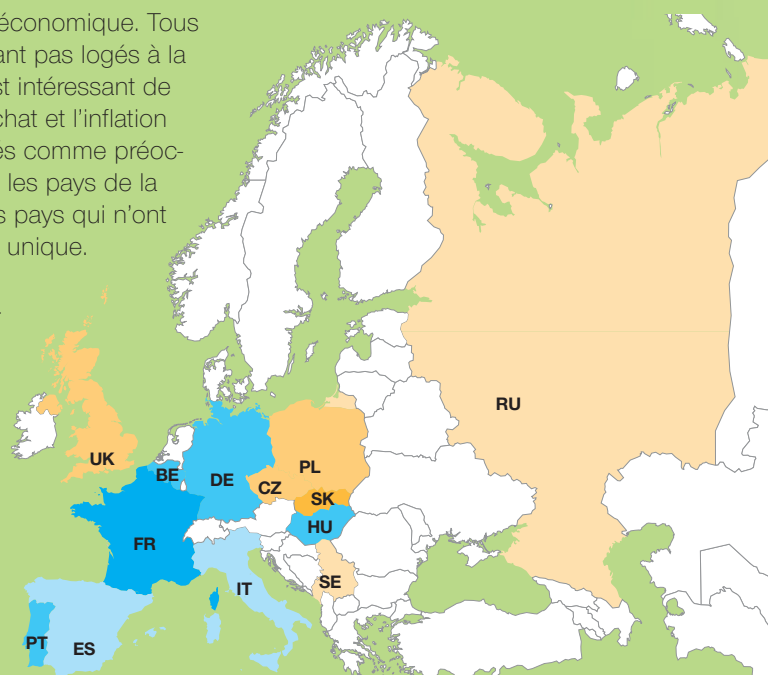 économique. Tous
ant pas logés à la
st intéressant de
chat et l’inflation
es comme préoc-
les pays de la
s pays qui n’ont
unique.
RU
UK
BE
DE
PL
CZ
SK
HU
FR
SE
IT
PT
ES